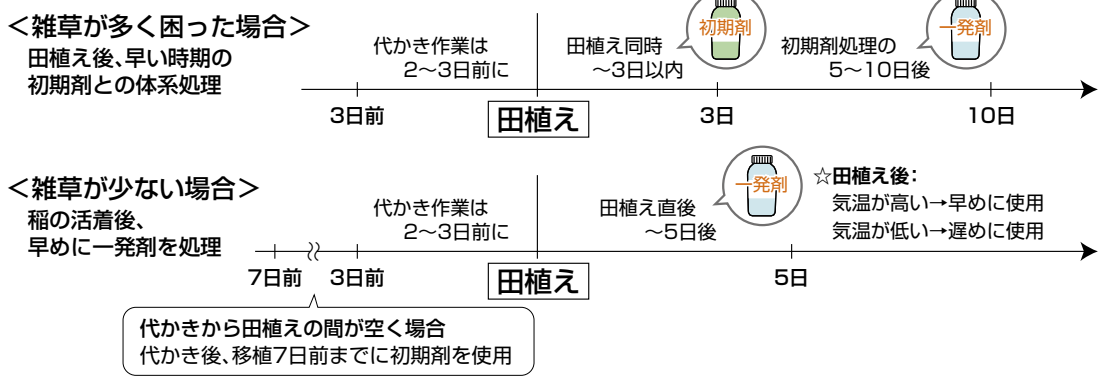 ＜雑草が多く困った場合＞
田植え後、早い時期の
初期剤との体系処理
代かき作業は
2～3日前に
田植え同時
～3日以内
初期剤
初期剤処理の
5～10日後
一発剤
3日前
田植え
3日
10日
＜雑草が少ない場合＞
稲の活着後、
早めに一発剤を処理
代かき作業は
2～3日前に
田植え直後
～5日後
一発剤
☆田植え後：
気温が高い→早めに使用
気温が低い→遅めに使用
7日前
3日前
田植え
5日
代かきから田植えの間が空く場合
代かき後、移植7日前までに初期剤を使用